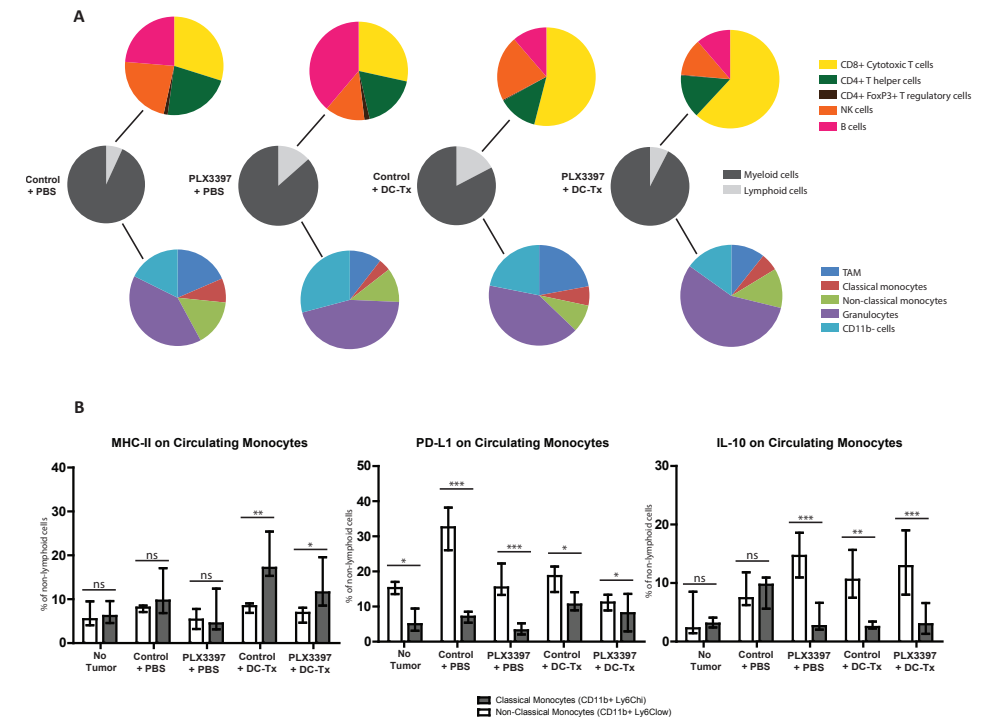 A
CD8+ Cytotoxic T cells
CD4+ T helper cells
CD4+ FoxP3+ T regulatory cells
NK cells
B cells
Control
+ PBS
PLX3397
+ PBS
Control
+ DC-Tx
PLX3397
+ DC-Tx
Myeloid cells
Lymphoid cells
TAM
Classical monocytes
Non-classical monocytes
Granulocytes
CD11b- cells
B
MHC-II on Circulating Monocytes
% of non-lymphoid cells
40
30
20
10
0
ns
ns
ns
**
*
No
Tumor
Control
+ PBS
PLX3397
+ PBS
Control
+ DC-Tx
PLX3397
+ DC-Tx
PD-L1 on Circulating Monocytes
% of non-lymphoid cells
50
40
30
20
10
0
*
***
***
*
*
No
Tumor
Control
+ PBS
PLX3397
+ PBS
Control
+ DC-Tx
PLX3397
+ DC-Tx
IL-10 on Circulating Monocytes
% of non-lymphoid cells
30
20
10
0
ns
ns
***
**
***
No
Tumor
Control
+ PBS
PLX3397
+ PBS
Control
+ DC-Tx
PLX3397
+ DC-Tx
Classical Monocytes (CD11b+ Ly6Chi)
Non-Classical Monocytes (CD11b+ Ly6Clow)